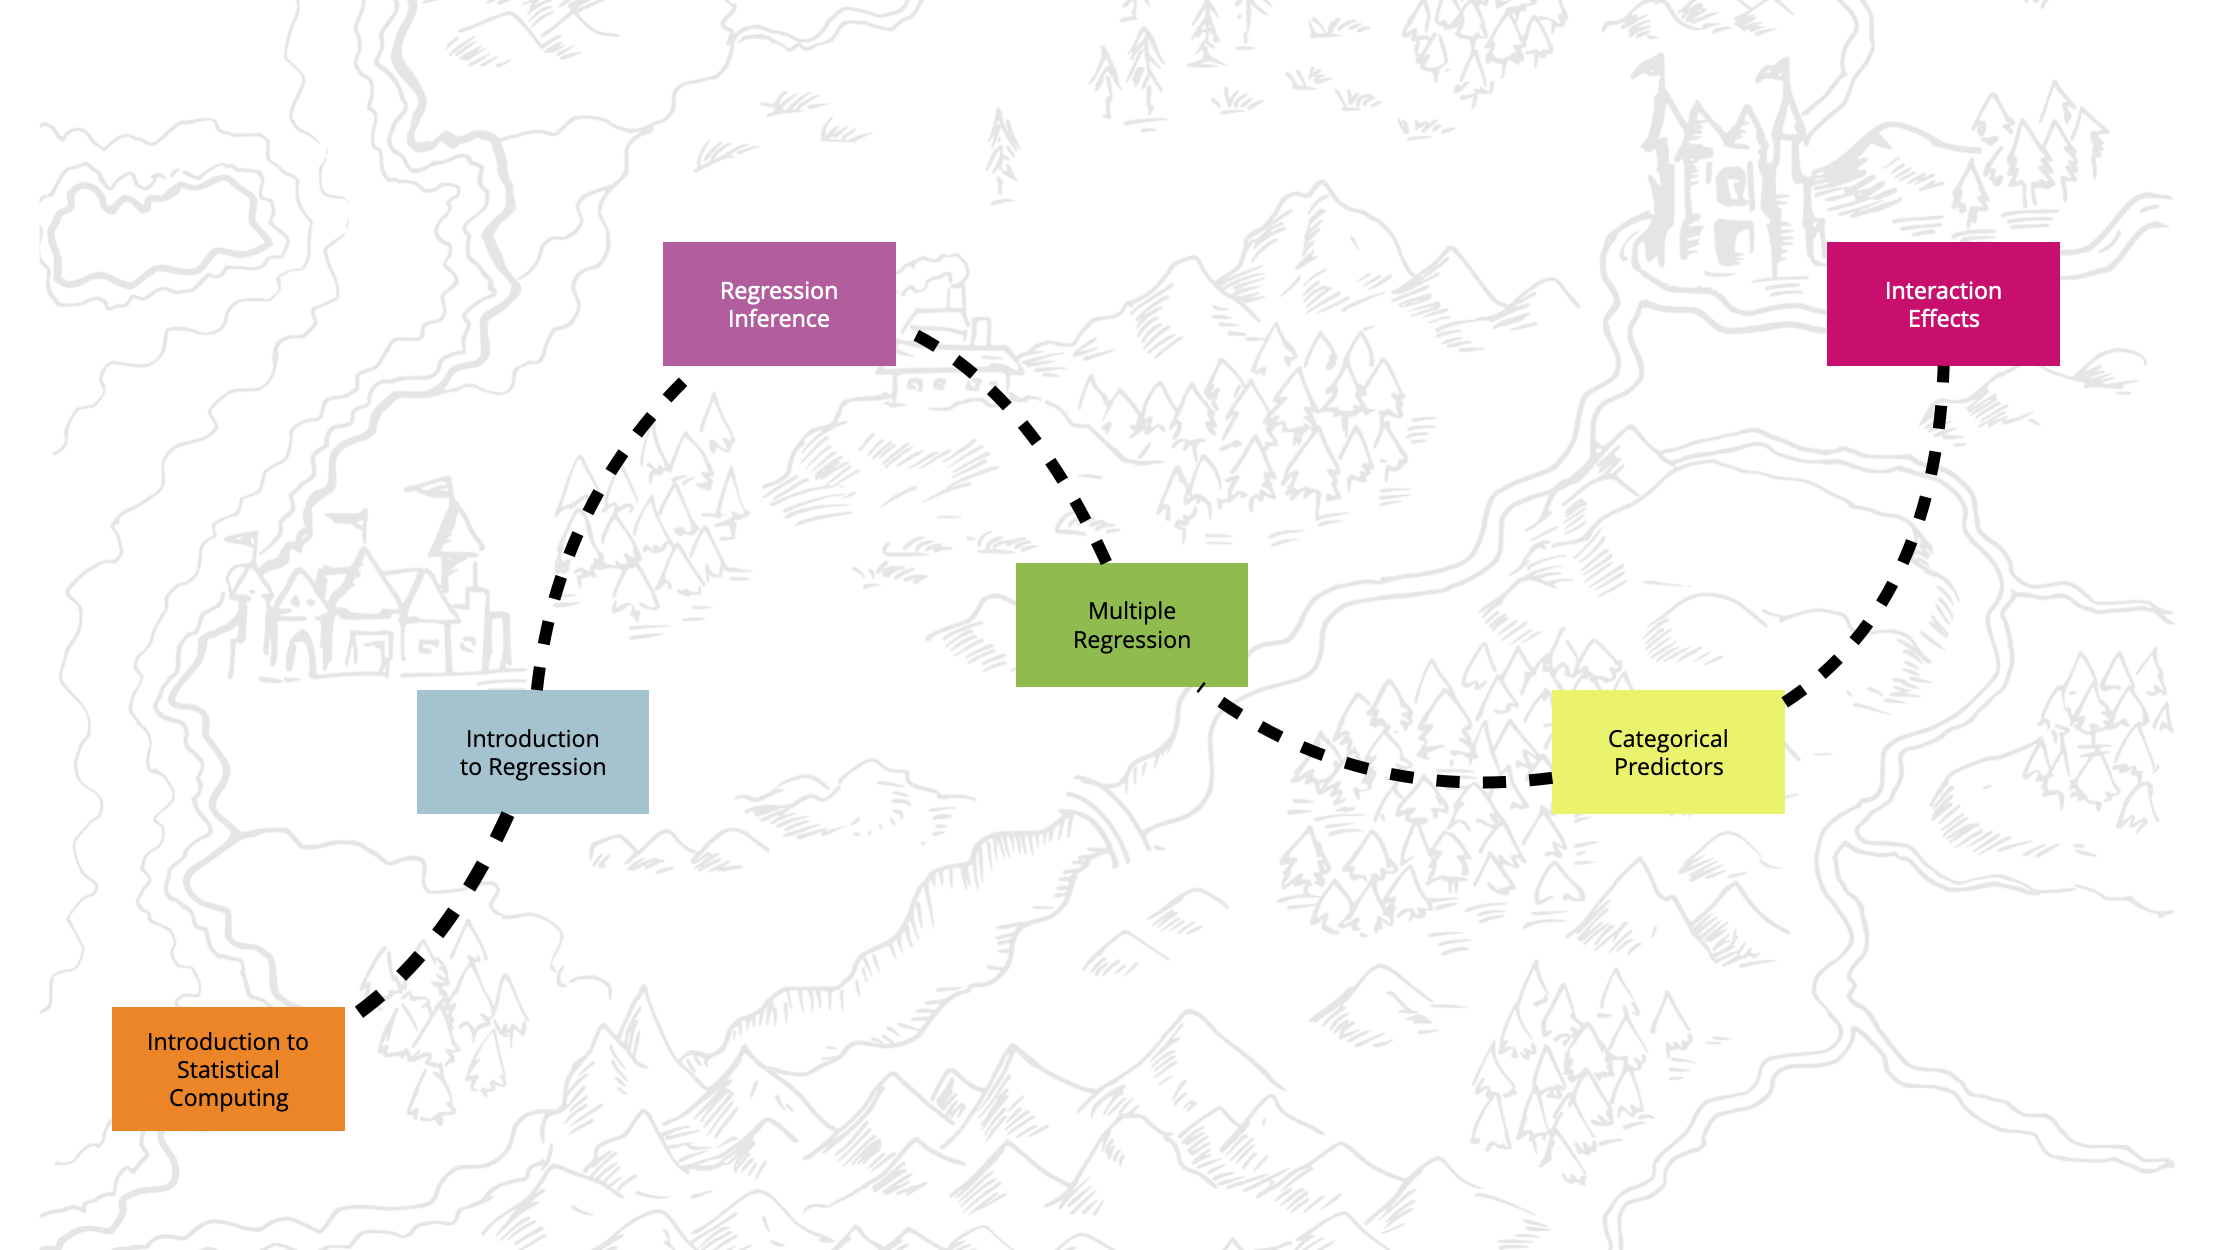 Regression
Inference
Interaction
Effects
Multiple
Regression
Introduction
to Regression
Categorical
Predictors
Introduction to
Statistical
Computing